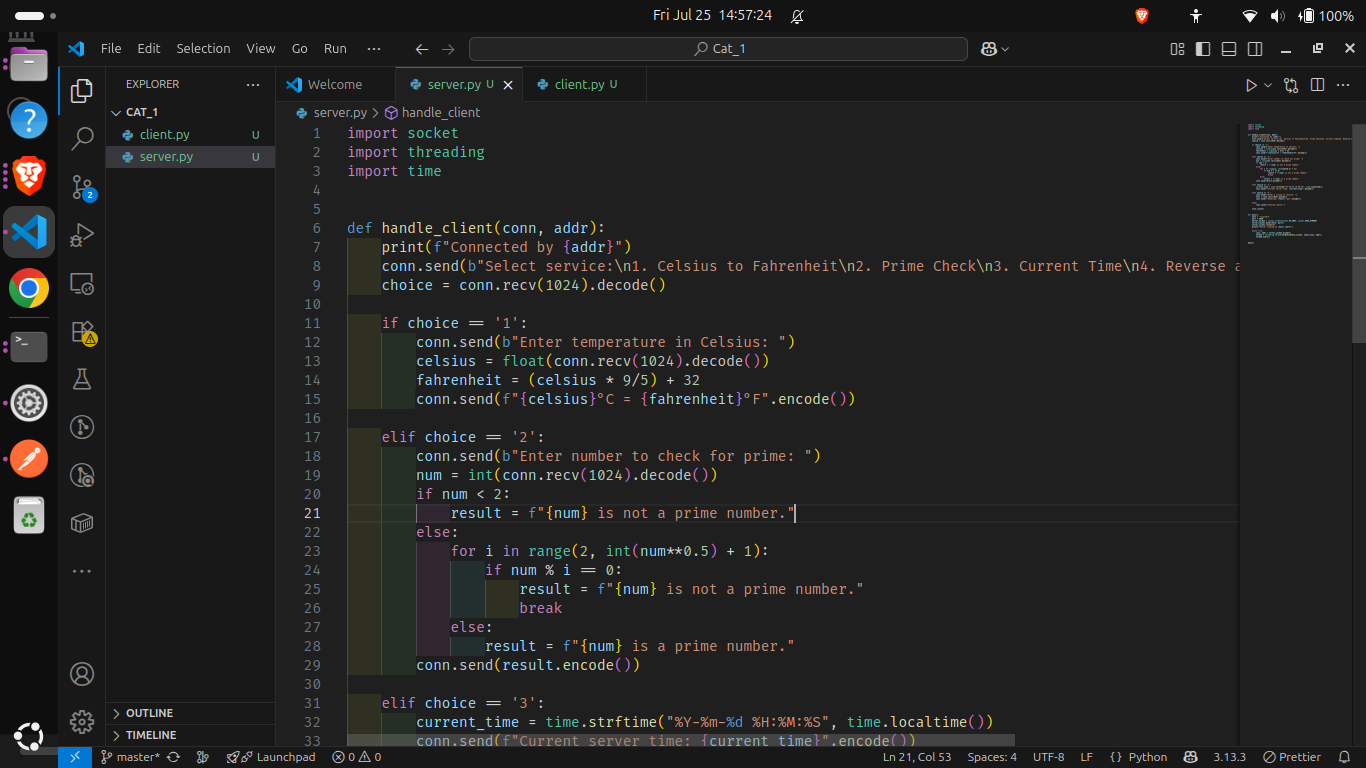 Fri Jul 25 14:57:24
100%
File Edit Selection View Go Run ···
Cat_1
EXPLORER
Welcome
server.py U
client.py U
CAT_1
client.py U
server.py U
server.py > handle_client
1 import socket
2 import threading
3 import time
4
5
6 def handle_client(conn, addr):
7 print(f"Connected by {addr}")
8 conn.send(b"Select service:\n1. Celsius to Fahrenheit\n2. Prime Check\n3. Current Time\n4. Reverse a
9 choice = conn.recv(1024).decode()
10
11 if choice == '1':
12 conn.send(b"Enter temperature in Celsius: ")
13 celsius = float(conn.recv(1024).decode())
14 fahrenheit = (celsius * 9/5) + 32
15 conn.send(f"{celsius}°C = {fahrenheit}°F".encode())
16
17 elif choice == '2':
18 conn.send(b"Enter number to check for prime: ")
19 num = int(conn.recv(1024).decode())
20 if num < 2:
21 result = f"{num} is not a prime number."
22 else:
23 for i in range(2, int(num**0.5) + 1):
24 if num % i == 0:
25 result = f"{num} is not a prime number."
26 break
27 else:
28 result = f"{num} is a prime number."
29 conn.send(result.encode())
30
31 elif choice == '3':
32 current_time = time.strftime("%Y-%m-%d %H:%M:%S", time.localtime())
33 conn.send(f"Current server time: {current_time}".encode())
2
OUTLINE
TIMELINE
master* Launchpad 0 0 Ln 21, Col 53 Spaces: 4 UTF-8 LF {} Python 3.13.3 Prettier